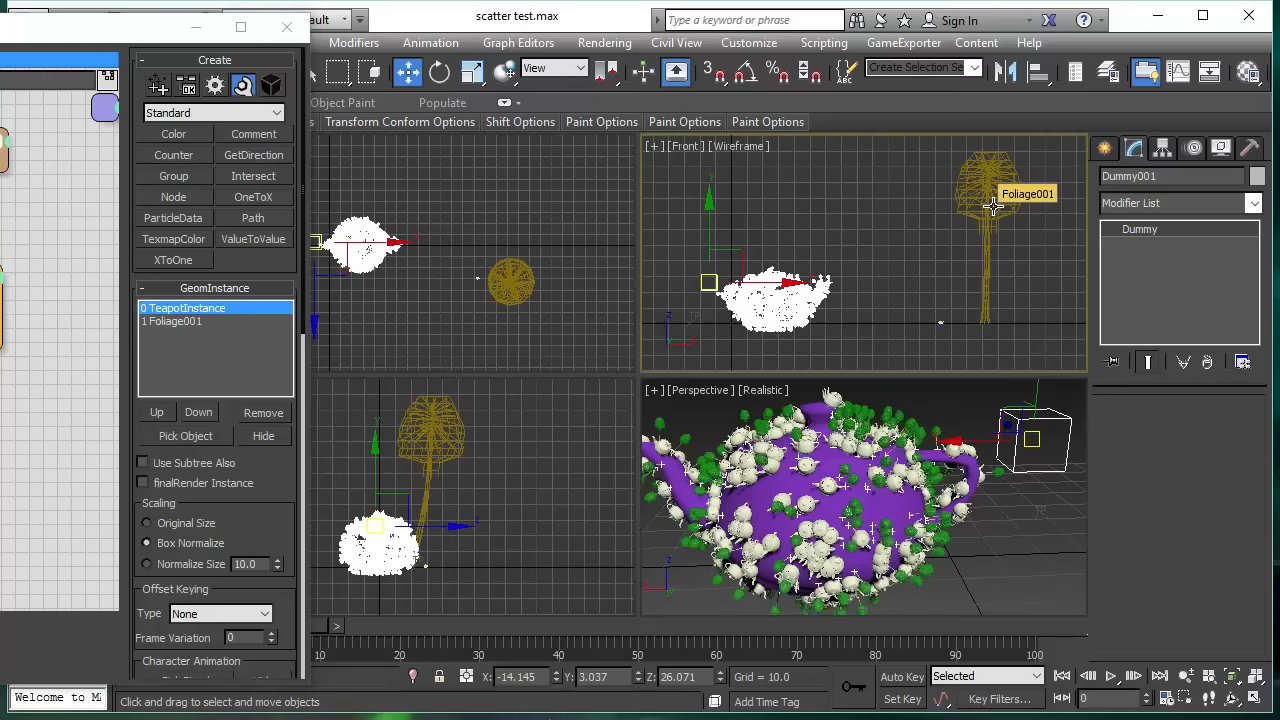 ault
scatter test.max
Type a keyword or phrase
Sign In
Modifiers
Animation
Graph Editors
Rendering
Civil View
Customize
Scripting
GameExporter
Content
Help
View
Create Selection Se
Object Paint
Populate
s
Transform Conform Options
Shift Options
Paint Options
Paint Options
Paint Options
Create
Standard
Color
Comment
Counter
GetDirection
Group
Intersect
Node
OneToX
ParticleData
Path
TexmapColor
ValueToValue
XToOne
GeomInstance
0 TeapotInstance
1 Foliage001
Up
Down
Remove
Pick Object
Hide
Use Subtree Also
finalRender Instance
Scaling
Original Size
Box Normalize
Normalize Size
10.0
Offset Keying
Type
None
Frame Variation
0
Character Animation
[+] [Front] [Wireframe]
Foliage001
[+] [Perspective] [Realistic]
Dummy001
Modifier List
Dummy
10
20
30
40
50
60
70
80
90
100
X: -14.145
Y: 3.037
Z: 26.071
Grid = 10.0
Auto Key
Selected
Welcome to M
Click and drag to select and move objects
Add Time Tag
Set Key
Key Filters...
0